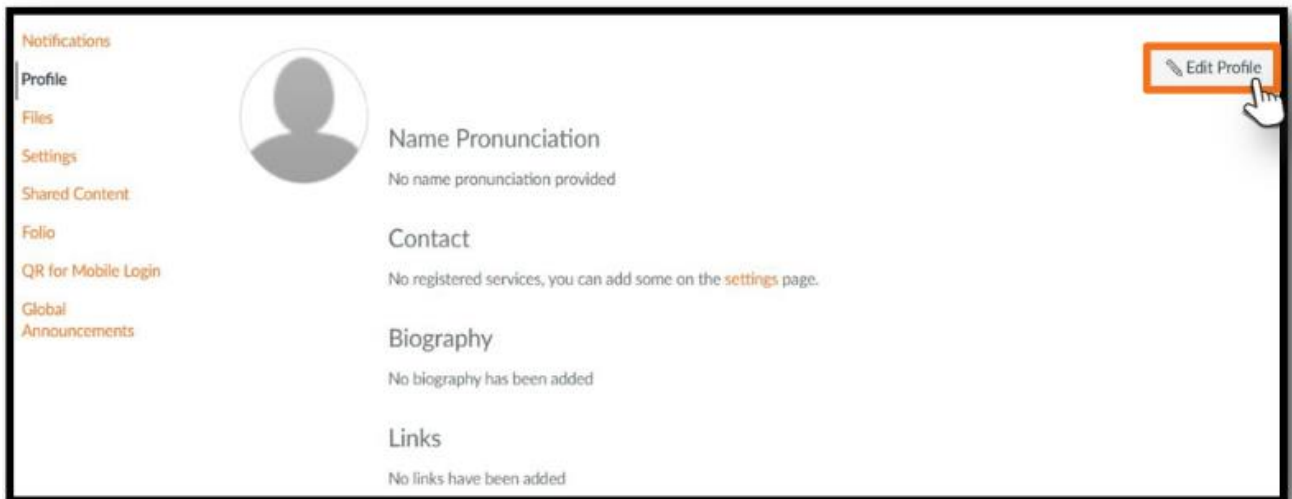 Notifications
Profile
Files
Settings
Shared Content
Folio
QR for Mobile Login
Global
Announcements
Edit Profile
Name Pronunciation
No name pronunciation provided
Contact
No registered services, you can add some on the settings page.
Biography
No biography has been added
Links
No links have been added